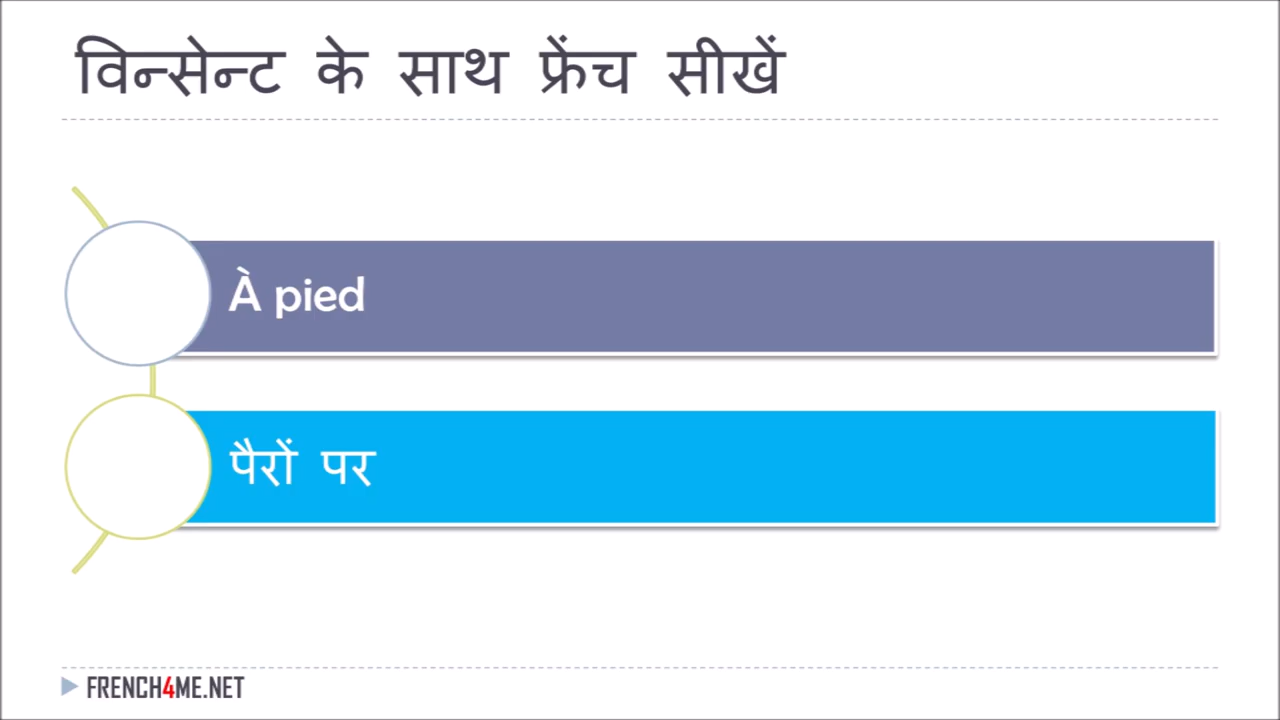 विन्सेन्ट के साथ फ्रेंच सीखें
À pied
पैरों पर
FRENCH4ME.NET